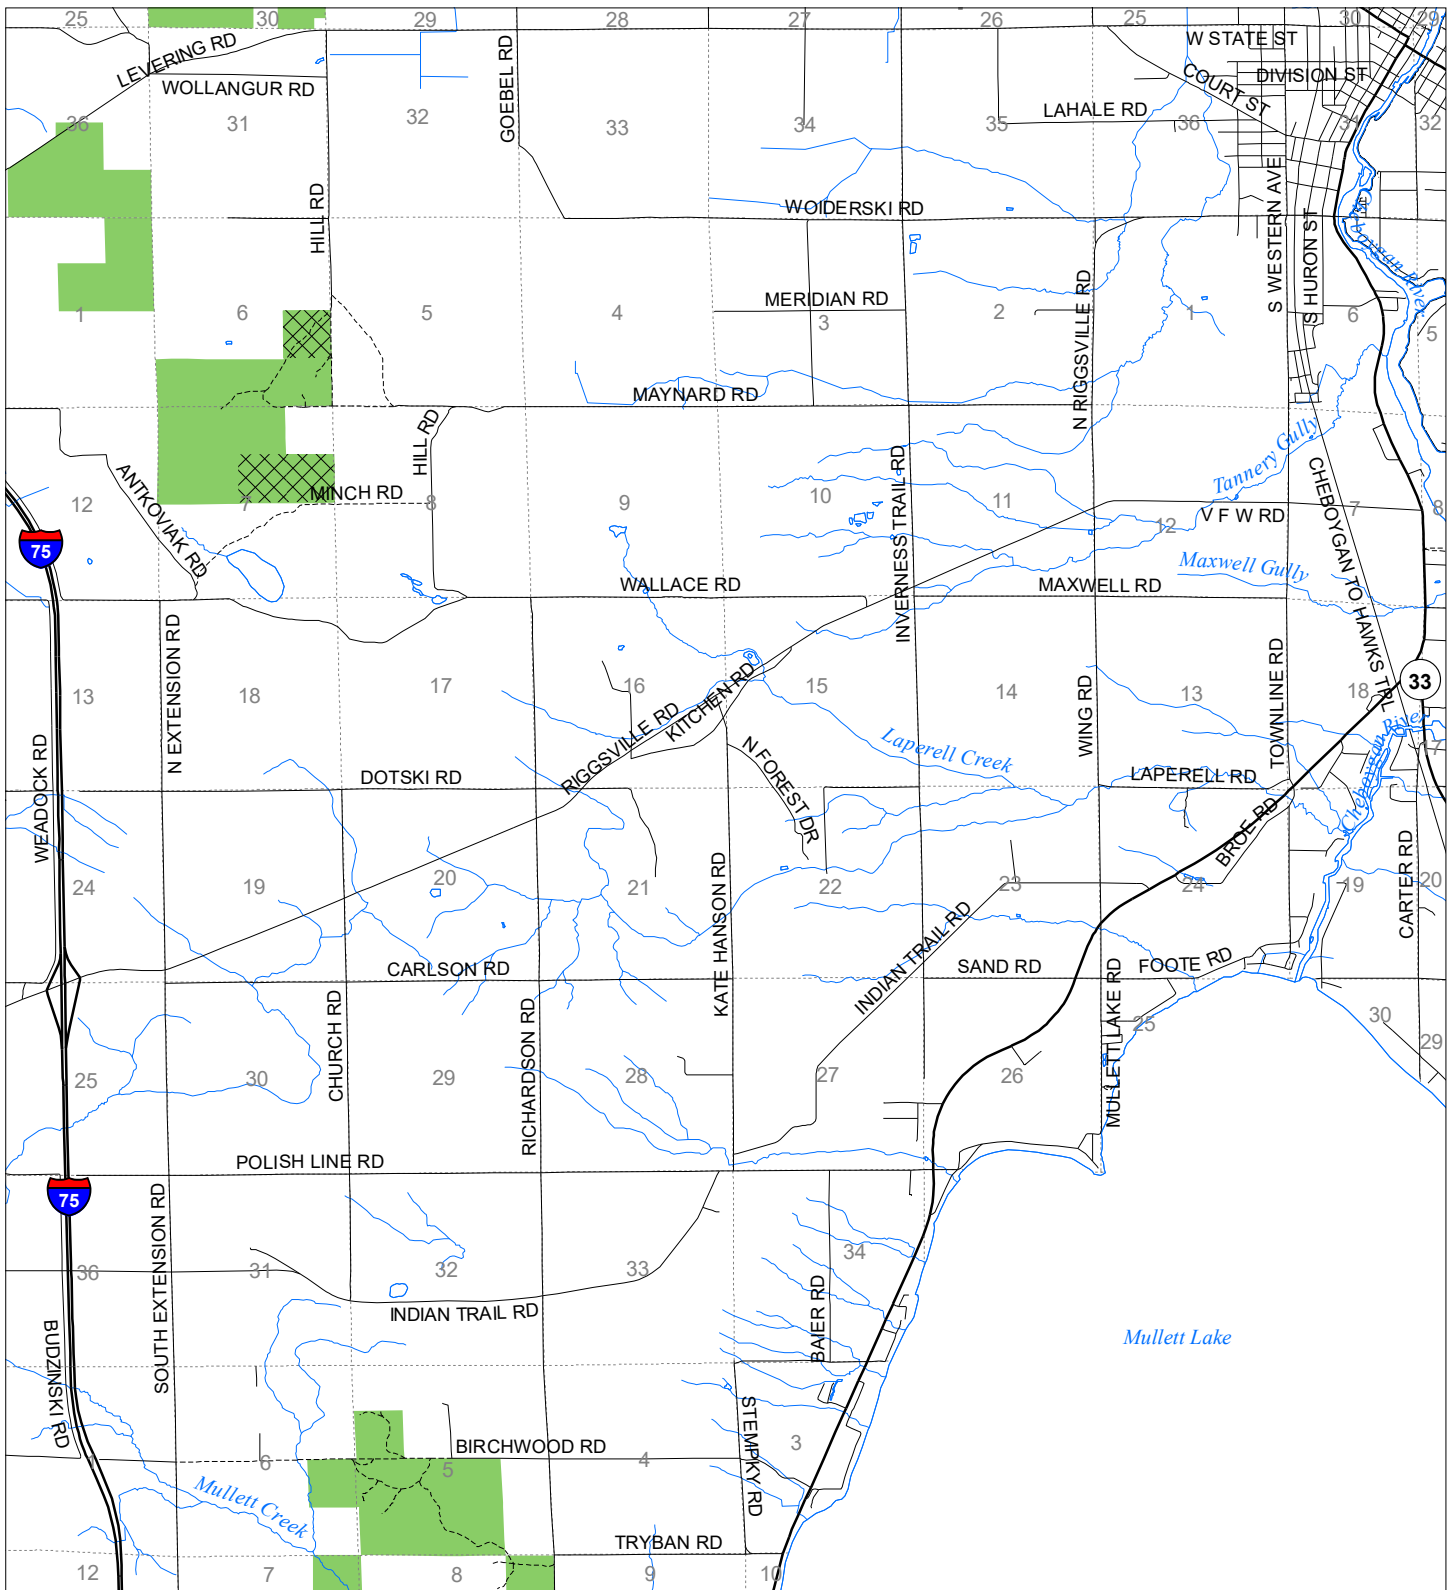 25
30
29
28
27
26
25
30
29
W STATE ST
LEVERING RD
GOEBEL RD
COURT ST
DIVISION ST
WOLLANGUR RD
36
31
32
33
34
35
LAHALE RD
36
31
32
HILL RD
WOIDERSKI RD
S WESTERN AVE
S HURON ST
Cheboygan River
1
6
5
4
MERIDIAN RD
3
2
N RIGGSVILLE RD
1
6
5
MAYNARD RD
HILL RD
Tannery Gully
ANTKOVIAK RD
MINCH RD
12
7
8
9
10
INVERNESS TRAIL RD
11
12
V F W RD
7
8
CHEBOYGAN TO HAWKS TRL
75
WALLACE RD
MAXWELL RD
Maxwell Gully
N EXTENSION RD
13
18
17
16
15
14
WING RD
13
TOWNLINE RD
18
33
17
WEADOCK RD
RIGGSVILLE RD
KITCHEN RD
N FOREST DR
Laperell Creek
LAPERELL RD
DOTSKI RD
Cheboygan River
BROE RD
CARTER RD
24
19
20
21
KATE HANSON RD
22
23
24
19
20
INDIAN TRAIL RD
CARLSON RD
SAND RD
FOOTE RD
CHURCH RD
RICHARDSON RD
MULLETT LAKE RD
25
30
29
25
30
29
28
27
26
POLISH LINE RD
75
SOUTH EXTENSION RD
36
31
32
33
34
INDIAN TRAIL RD
BAIER RD
Mullett Lake
BUDZINSKI RD
STEMPKY RD
1
6
5
BIRCHWOOD RD
4
3
Mullett Creek
TRYBAN RD
12
7
8
9
10